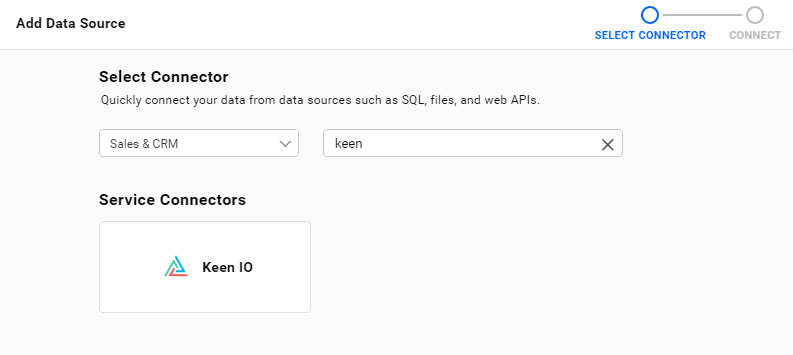 Add Data Source
SELECT CONNECTOR
CONNECT
Select Connector
Quickly connect your data from data sources such as SQL, files, and web APIs.
Sales & CRM
keen
Service Connectors
Keen IO